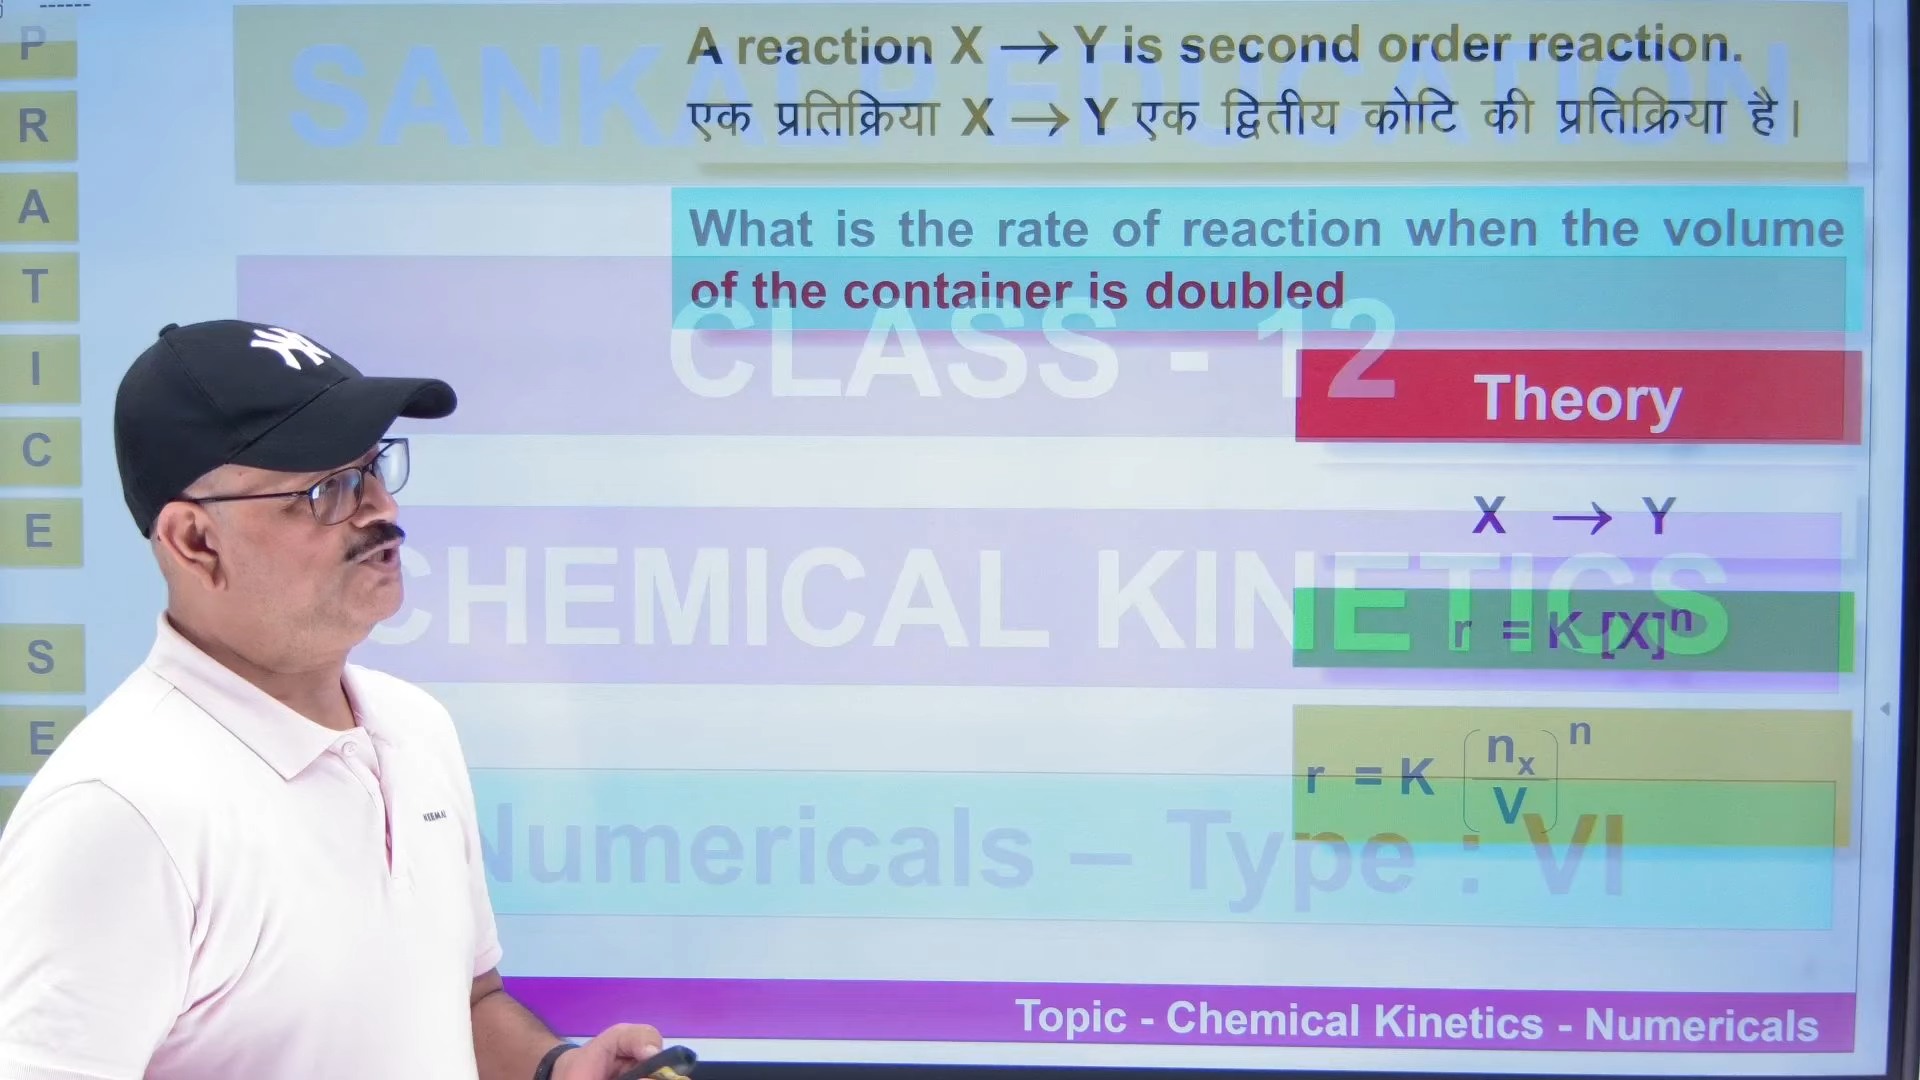 P
R
A
T
I
C
E
S
E
SANKALP EDUCATION
A reaction X → Y is second order reaction.
एक प्रतिक्रिया X → Y एक द्वितीय कोटि की प्रतिक्रिया है।
What is the rate of reaction when the volume
of the container is doubled
CLASS - 12
Theory
X → Y
CHEMICAL KINETICS
r = K [X]ⁿ
r = K (nₓ/V)ⁿ
Numericals – Type : VI
Topic - Chemical Kinetics - Numericals